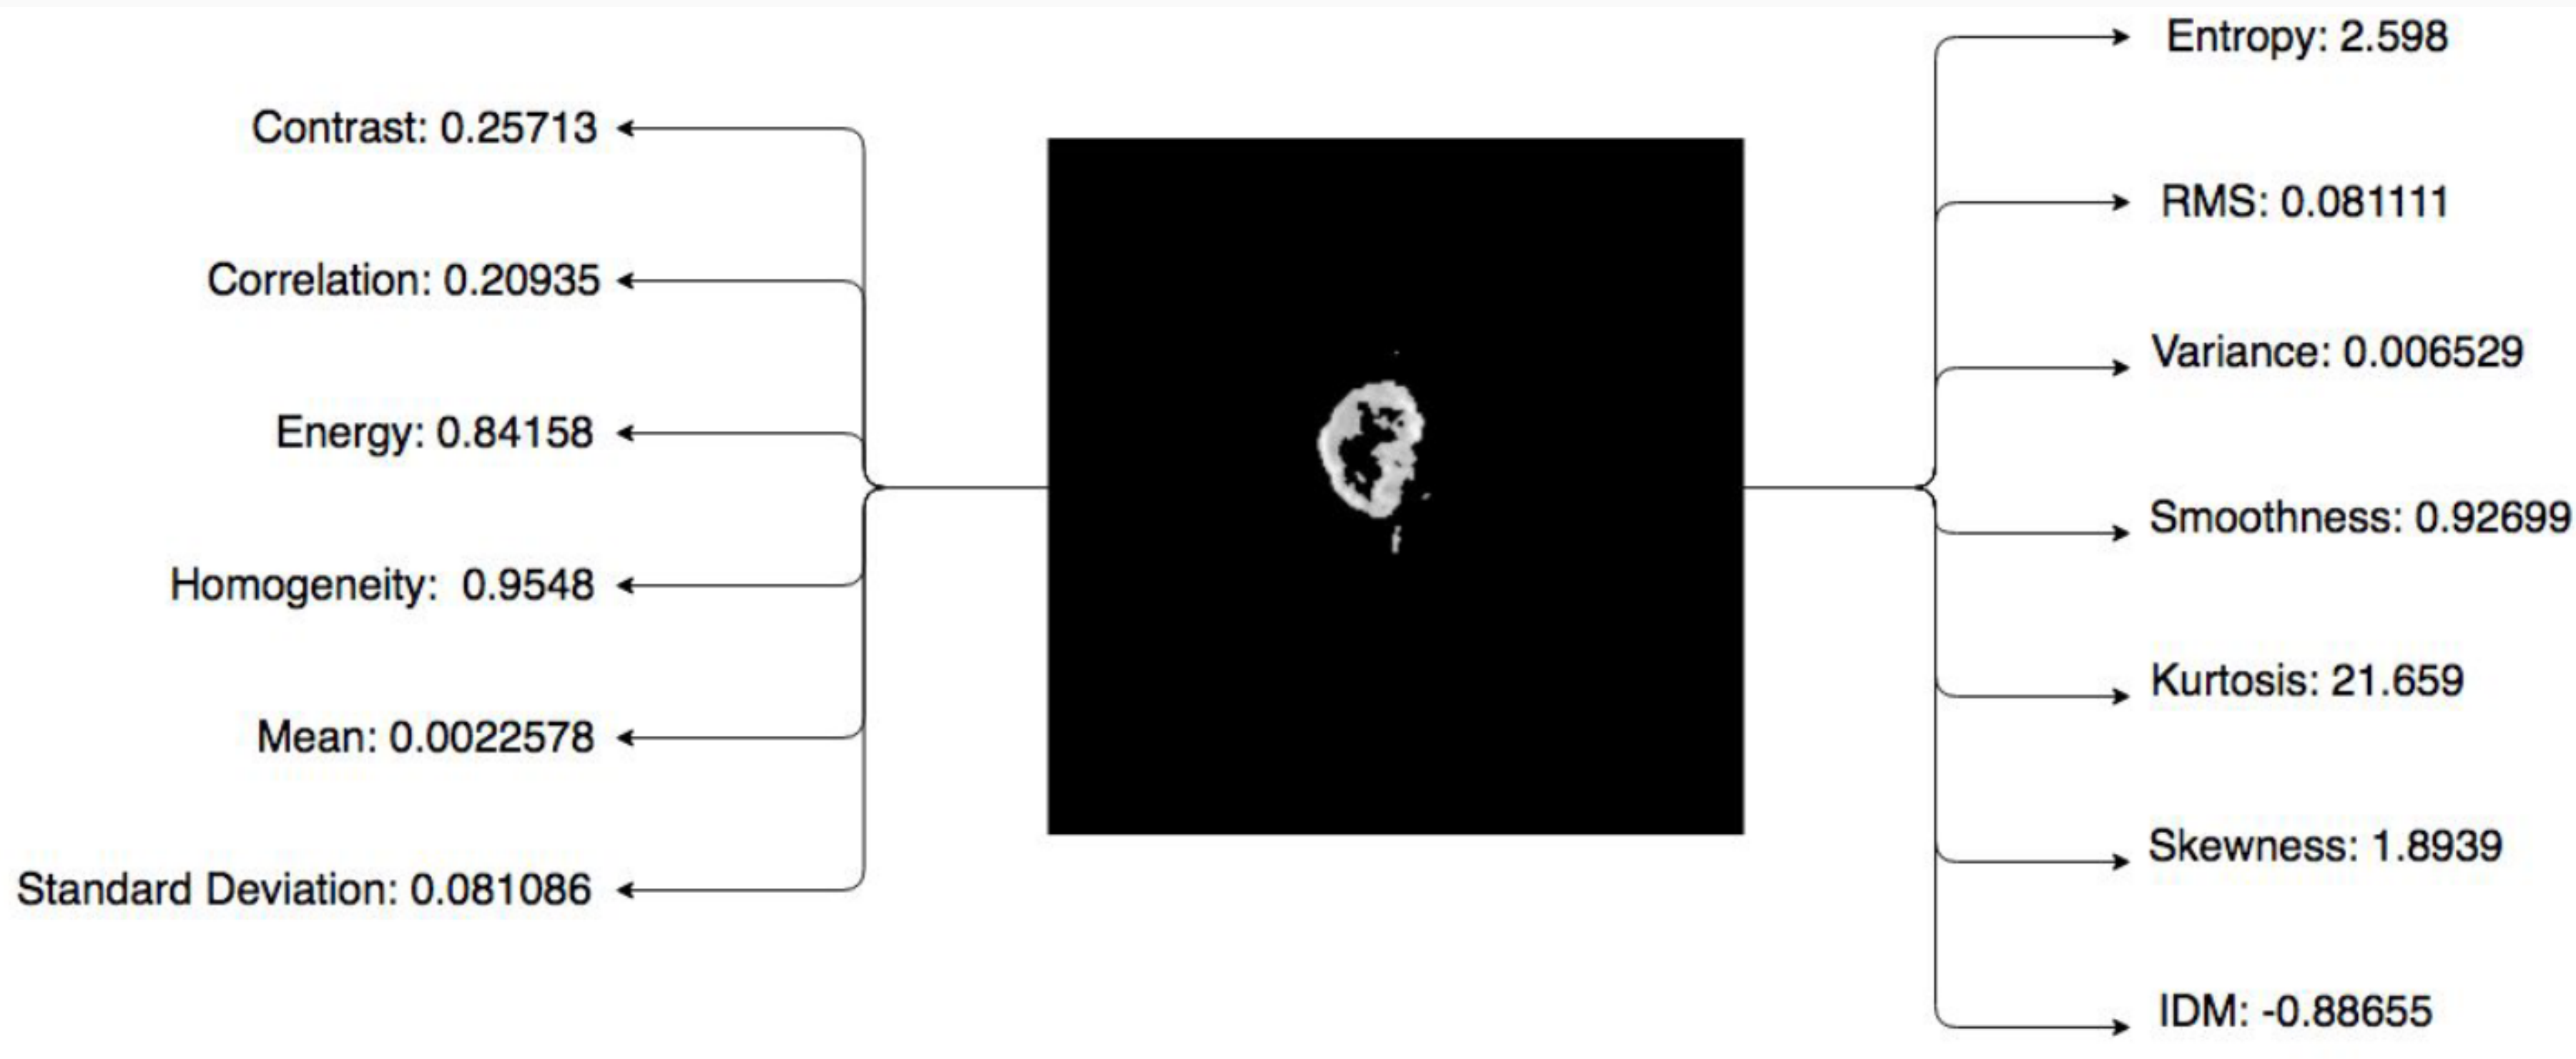 Contrast: 0.25713
Correlation: 0.20935
Energy: 0.84158
Homogeneity: 0.9548
Mean: 0.0022578
Standard Deviation: 0.081086
Entropy: 2.598
RMS: 0.081111
Variance: 0.006529
Smoothness: 0.92699
Kurtosis: 21.659
Skewness: 1.8939
IDM: -0.88655